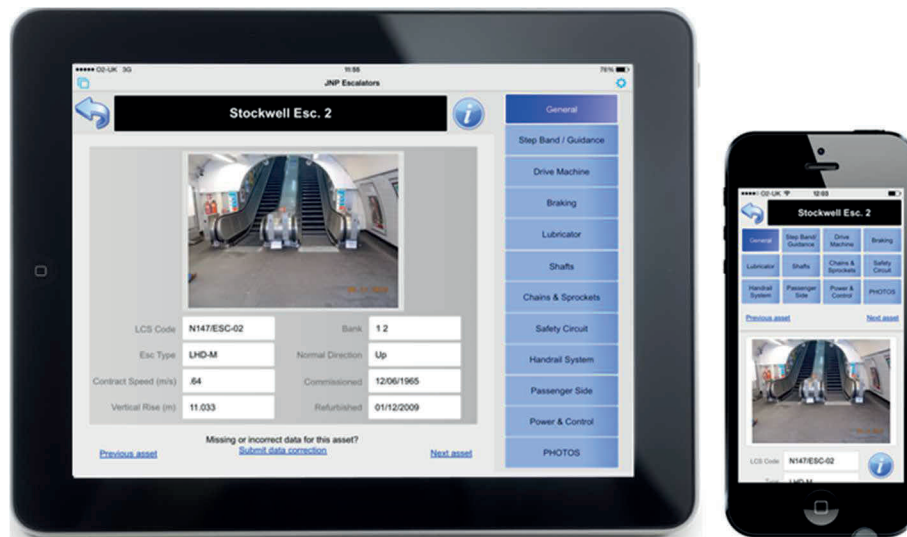 O2-UK 3G 11:55 76%
JNP Escalators
Stockwell Esc. 2
LCS Code N147/ESC-02 Bank 1 2
Esc Type LHD-M Normal Direction Up
Contract Speed (m/s) .64 Commissioned 12/06/1965
Vertical Rise (m) 11.033 Refurbished 01/12/2009
Missing or incorrect data for this asset?
Previous asset Submit data correction Next asset
General
Step Band / Guidance
Drive Machine
Braking
Lubricator
Shafts
Chains & Sprockets
Safety Circuit
Handrail System
Passenger Side
Power & Control
PHOTOS
O2-UK 12:03
Stockwell Esc. 2
General Step Band/ Guidance Drive Machine Braking
Lubricator Shafts Chains & Sprockets Safety Circuit
Handrail System Passenger Side Power & Control PHOTOS
Previous asset Next asset
LCS Code N147/ESC-02